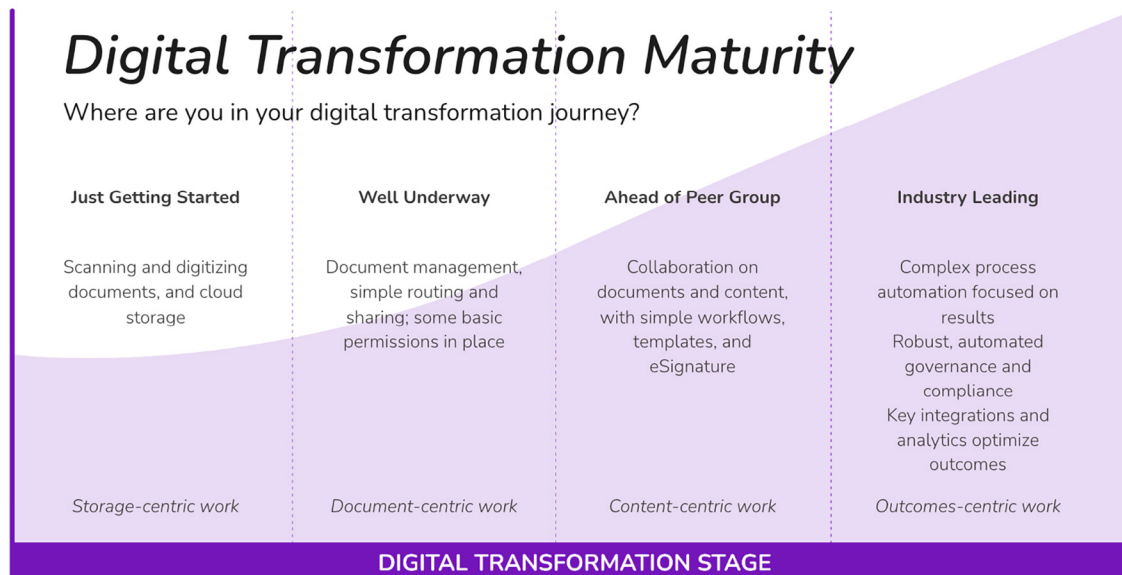 Digital Transformation Maturity
Where are you in your digital transformation journey?
Just Getting Started
Scanning and digitizing
documents, and cloud
storage
Storage-centric work
Well Underway
Document management,
simple routing and
sharing; some basic
permissions in place
Document-centric work
Ahead of Peer Group
Collaboration on
documents and content,
with simple workflows,
templates, and
eSignature
Content-centric work
Industry Leading
Complex process
automation focused on
results
Robust, automated
governance and
compliance
Key integrations and
analytics optimize
outcomes
Outcomes-centric work
DIGITAL TRANSFORMATION STAGE